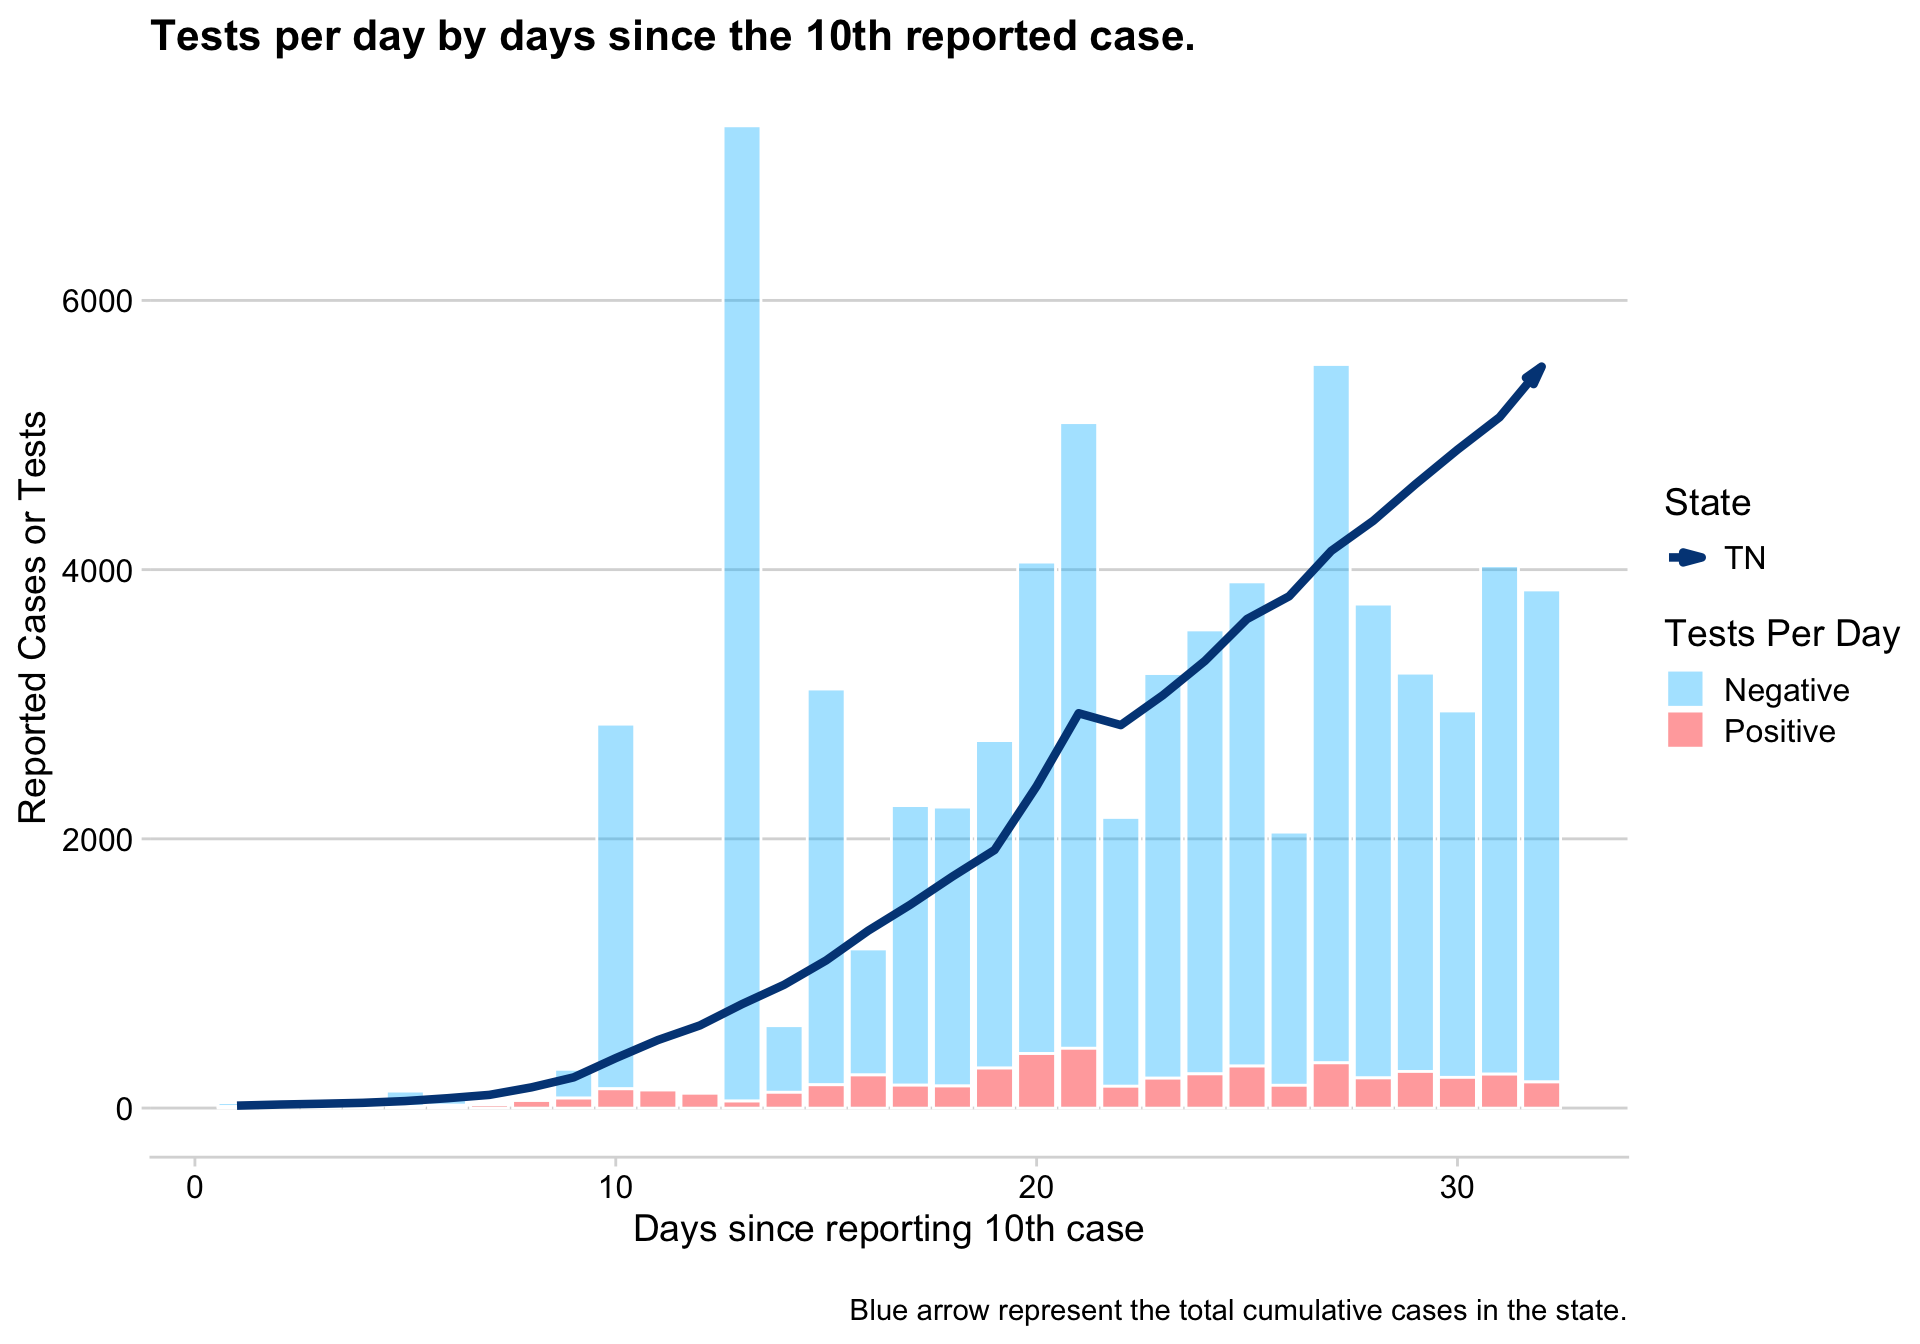 Tests per day by days since the 10th reported case.
Reported Cases or Tests
6000
4000
2000
0
0
10
20
30
Days since reporting 10th case
State
TN
Tests Per Day
Negative
Positive
Blue arrow represent the total cumulative cases in the state.